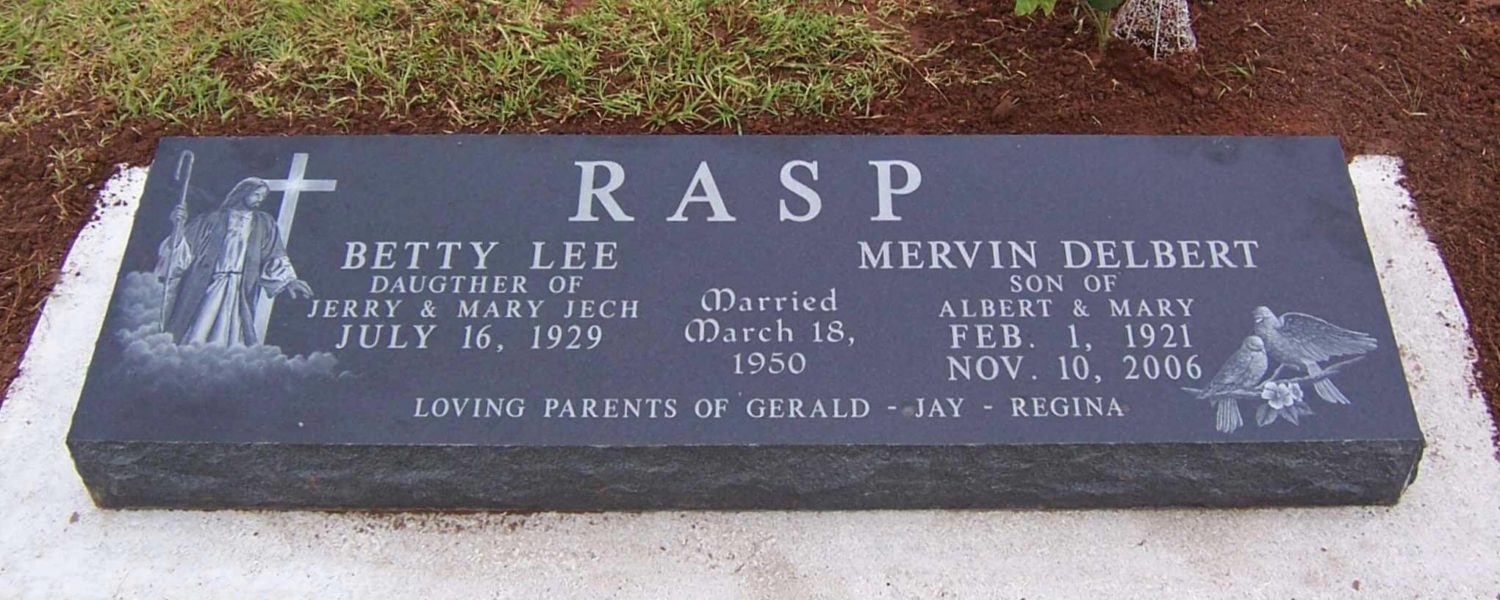 RASP
BETTY LEE
DAUGTHER OF
JERRY & MARY JECH
JULY 16, 1929
Married
March 18,
1950
MERVIN DELBERT
SON OF
ALBERT & MARY
FEB. 1, 1921
NOV. 10, 2006
LOVING PARENTS OF GERALD - JAY - REGINA